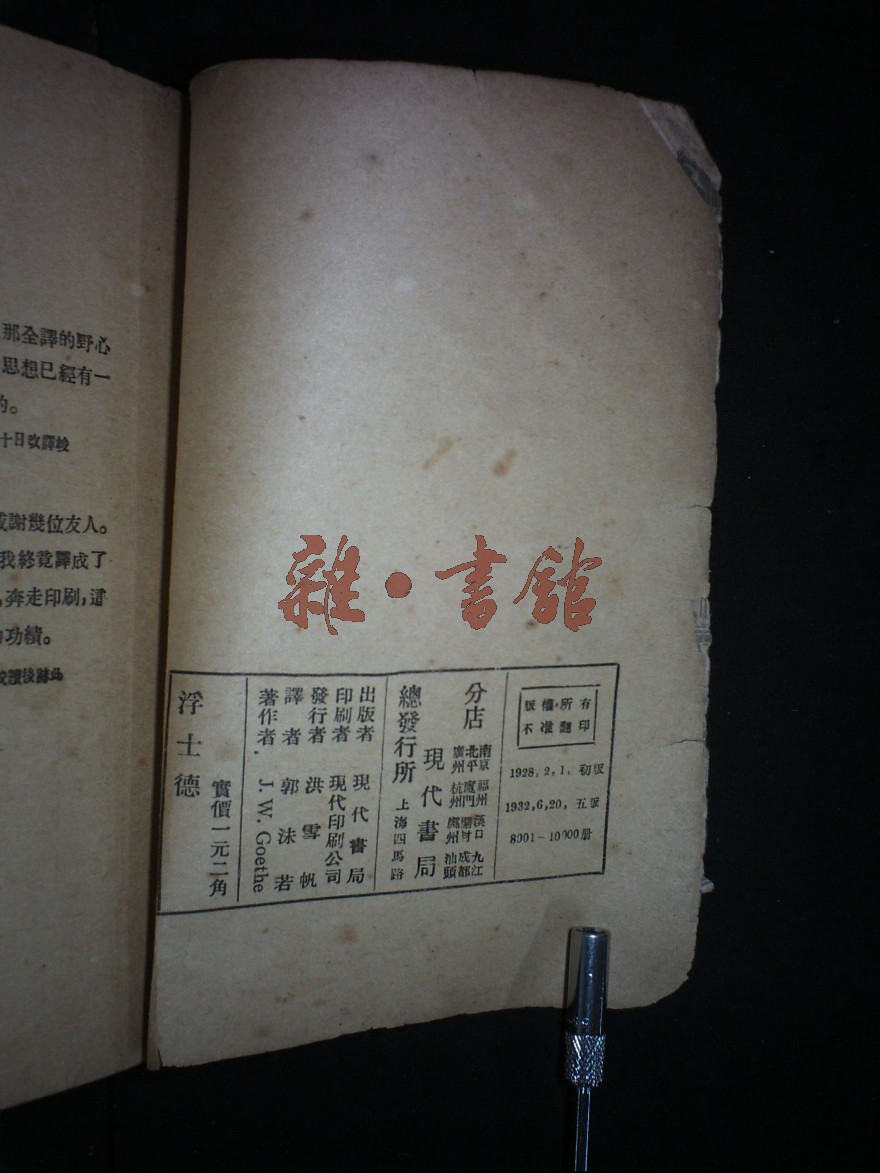 那全譯的野心
思想已經有一
的。
十日改譯竣
謝幾位友人。
我終竟譯成了
奔走印刷，這
功績。
雜•書館
版權所有
不准翻印
1928, 2, 1, 初版
1932, 6, 20, 五版
8001—10000册
分店
南京 福州 漢口 九江
北平 廈門 開封 成都
廣州 杭州 鄭州 汕頭
總發行所
現代書局
上海四馬路
出版者 現代書局
印刷者 現代印刷公司
發行者 洪雪帆
譯者 郭沫若
著作者 J. W. Goethe
實價一元二角
浮士德